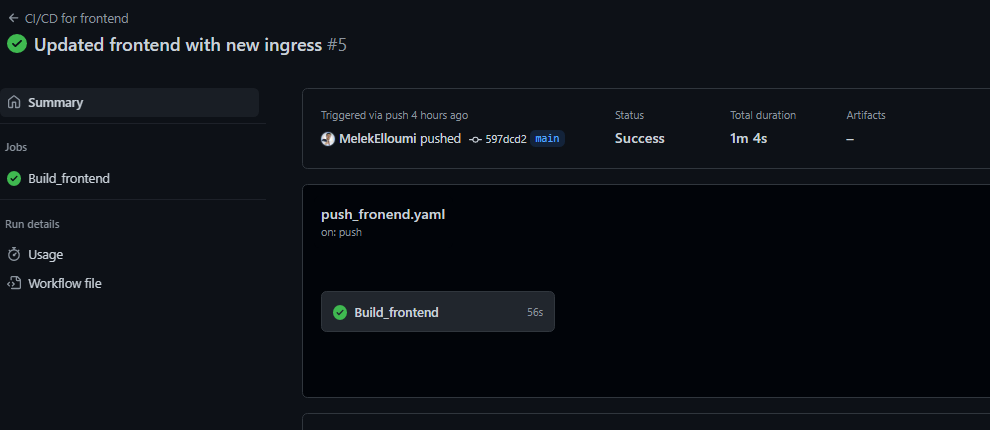 CI/CD for frontend
Updated frontend with new ingress #5
Summary
Jobs
Build_frontend
Run details
Usage
Workflow file
Triggered via push 4 hours ago
MelekElloumi pushed 597dcd2 main
Status
Success
Total duration
1m 4s
Artifacts
–
push_fronend.yaml
on: push
Build_frontend 56s